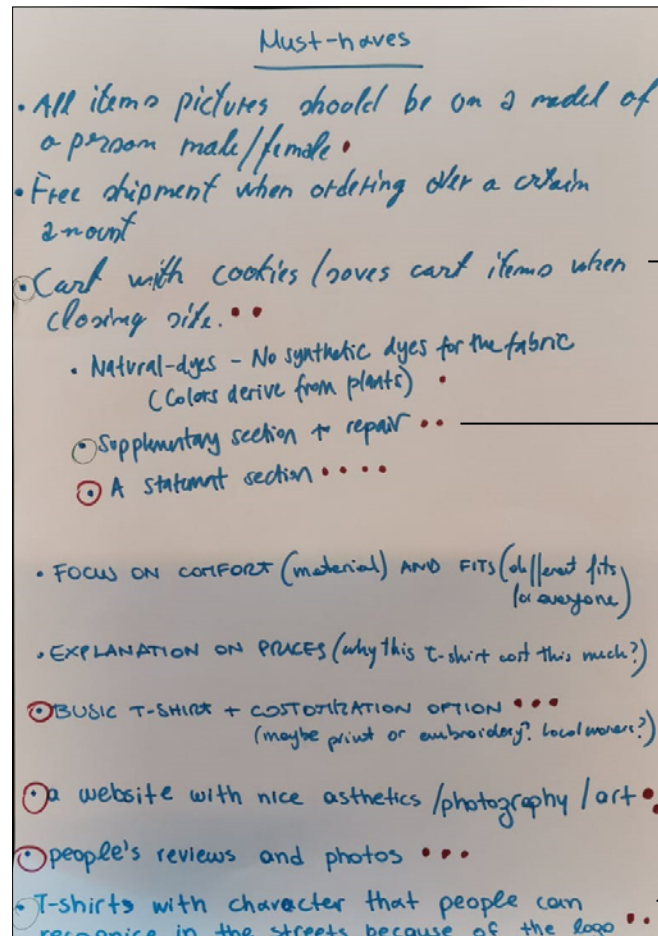 Must-haves
• All items pictures should be on a model of
a person male/female •
• Free shipment when ordering over a certain
amount
• Cart with cookies / saves cart items when
closing site. • •
• Natural-dyes - No synthetic dyes for the fabric
(Colors derive from plants) •
• Supplementary section + repair • •
• A statement section • • • •
• FOCUS ON COMFORT (material) AND FITS (different fits
for everyone)
• EXPLANATION ON PRICES (why this t-shirt cost this much?)
• BUSIC T-SHIRT + COSTOMIZATION OPTION • • •
(maybe print or embroidery? Local workers?)
• a website with nice asthetics / photography / art • •
• people's reviews and photos • • •
• T-shirts with character that people can
recognice in the streets because of the logo • •